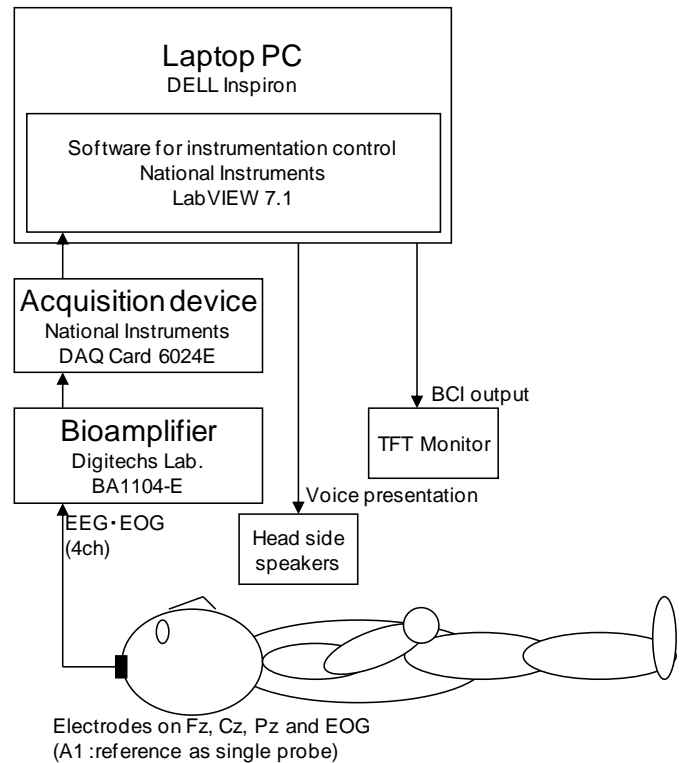 Laptop PC
DELL Inspiron
Software for instrumentation control
National Instruments
LabVIEW 7.1
Acquisition device
National Instruments
DAQ Card 6024E
BCI output
Bioamplifier
Digitechs Lab.
BA1104-E
TFT Monitor
Voice presentation
EEG・EOG
(4ch)
Head side
speakers
Electrodes on Fz, Cz, Pz and EOG
(A1 :reference as single probe)